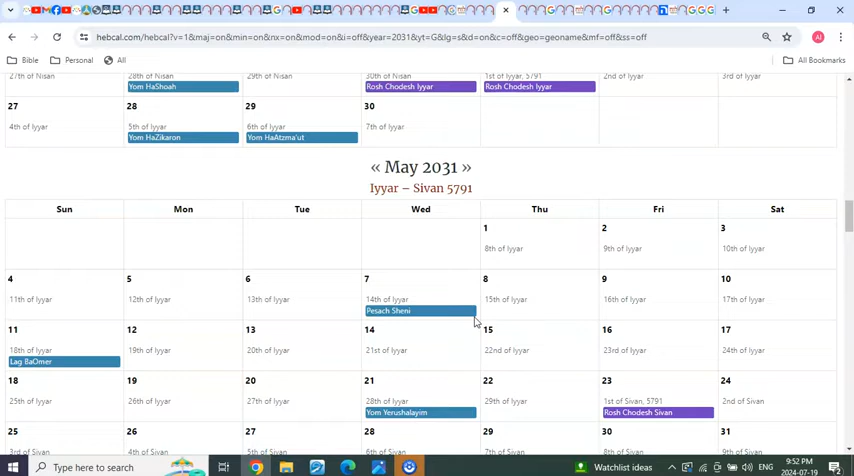 hebcal.com/hebcal?v=1&maj=on&min=on&nx=on&mod=on&i=off&year=2031&yt=G&lg=s&d=on&c=off&geo=geoname&mf=off&ss=off
AI
Bible Personal All All Bookmarks
27th of Nisan 28th of Nisan 29th of Nisan 30th of Nisan 1st of Iyyar, 5791 2nd of Iyyar 3rd of Iyyar
Yom HaShoah Rosh Chodesh Iyyar Rosh Chodesh Iyyar
27 28 29 30
4th of Iyyar 5th of Iyyar 6th of Iyyar 7th of Iyyar
Yom HaZikaron Yom HaAtzma'ut
« May 2031 »
Iyyar – Sivan 5791
Sun Mon Tue Wed Thu Fri Sat
1 2 3
8th of Iyyar 9th of Iyyar 10th of Iyyar
4 5 6 7 8 9 10
11th of Iyyar 12th of Iyyar 13th of Iyyar 14th of Iyyar 15th of Iyyar 16th of Iyyar 17th of Iyyar
Pesach Sheni
11 12 13 14 15 16 17
18th of Iyyar 19th of Iyyar 20th of Iyyar 21st of Iyyar 22nd of Iyyar 23rd of Iyyar 24th of Iyyar
Lag BaOmer
18 19 20 21 22 23 24
25th of Iyyar 26th of Iyyar 27th of Iyyar 28th of Iyyar 29th of Iyyar 1st of Sivan, 5791 2nd of Sivan
Yom Yerushalayim Rosh Chodesh Sivan
25 26 27 28 29 30 31
3rd of Sivan 4th of Sivan 5th of Sivan 6th of Sivan 7th of Sivan 8th of Sivan 9th of Sivan
Type here to search Watchlist ideas ENG 9:52 PM
2024-07-19